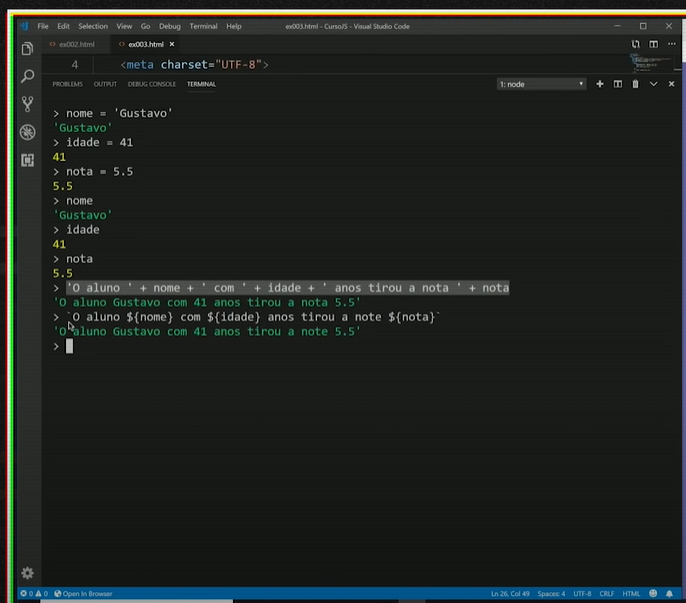 File Edit Selection View Go Debug Terminal Help ex003.html - CursoJS - Visual Studio Code
<> ex002.html <> ex003.html ×
4 <meta charset="UTF-8">
PROBLEMS OUTPUT DEBUG CONSOLE TERMINAL 1: node
> nome = 'Gustavo'
'Gustavo'
> idade = 41
41
> nota = 5.5
5.5
> nome
'Gustavo'
> idade
41
> nota
5.5
> 'O aluno ' + nome + ' com ' + idade + ' anos tirou a nota ' + nota
'O aluno Gustavo com 41 anos tirou a nota 5.5'
> `O aluno ${nome} com ${idade} anos tirou a note ${nota}`
'O aluno Gustavo com 41 anos tirou a note 5.5'
>
0 0 Open In Browser Ln 26, Col 49 Spaces: 4 UTF-8 CRLF HTML